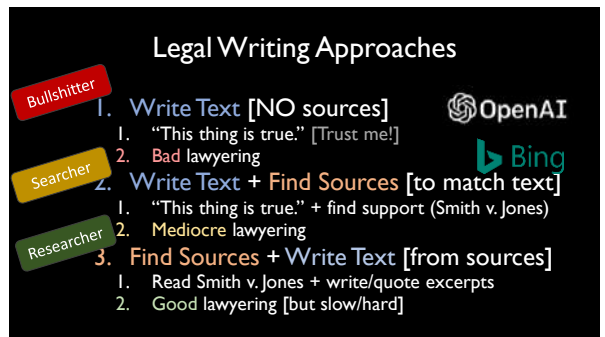 Legal Writing Approaches
Bullshitter
1. Write Text [NO sources]
OpenAI
1. “This thing is true.” [Trust me!]
2. Bad lawyering
Bing
Searcher
2. Write Text + Find Sources [to match text]
1. “This thing is true.” + find support (Smith v. Jones)
2. Mediocre lawyering
Researcher
3. Find Sources + Write Text [from sources]
1. Read Smith v. Jones + write/quote excerpts
2. Good lawyering [but slow/hard]